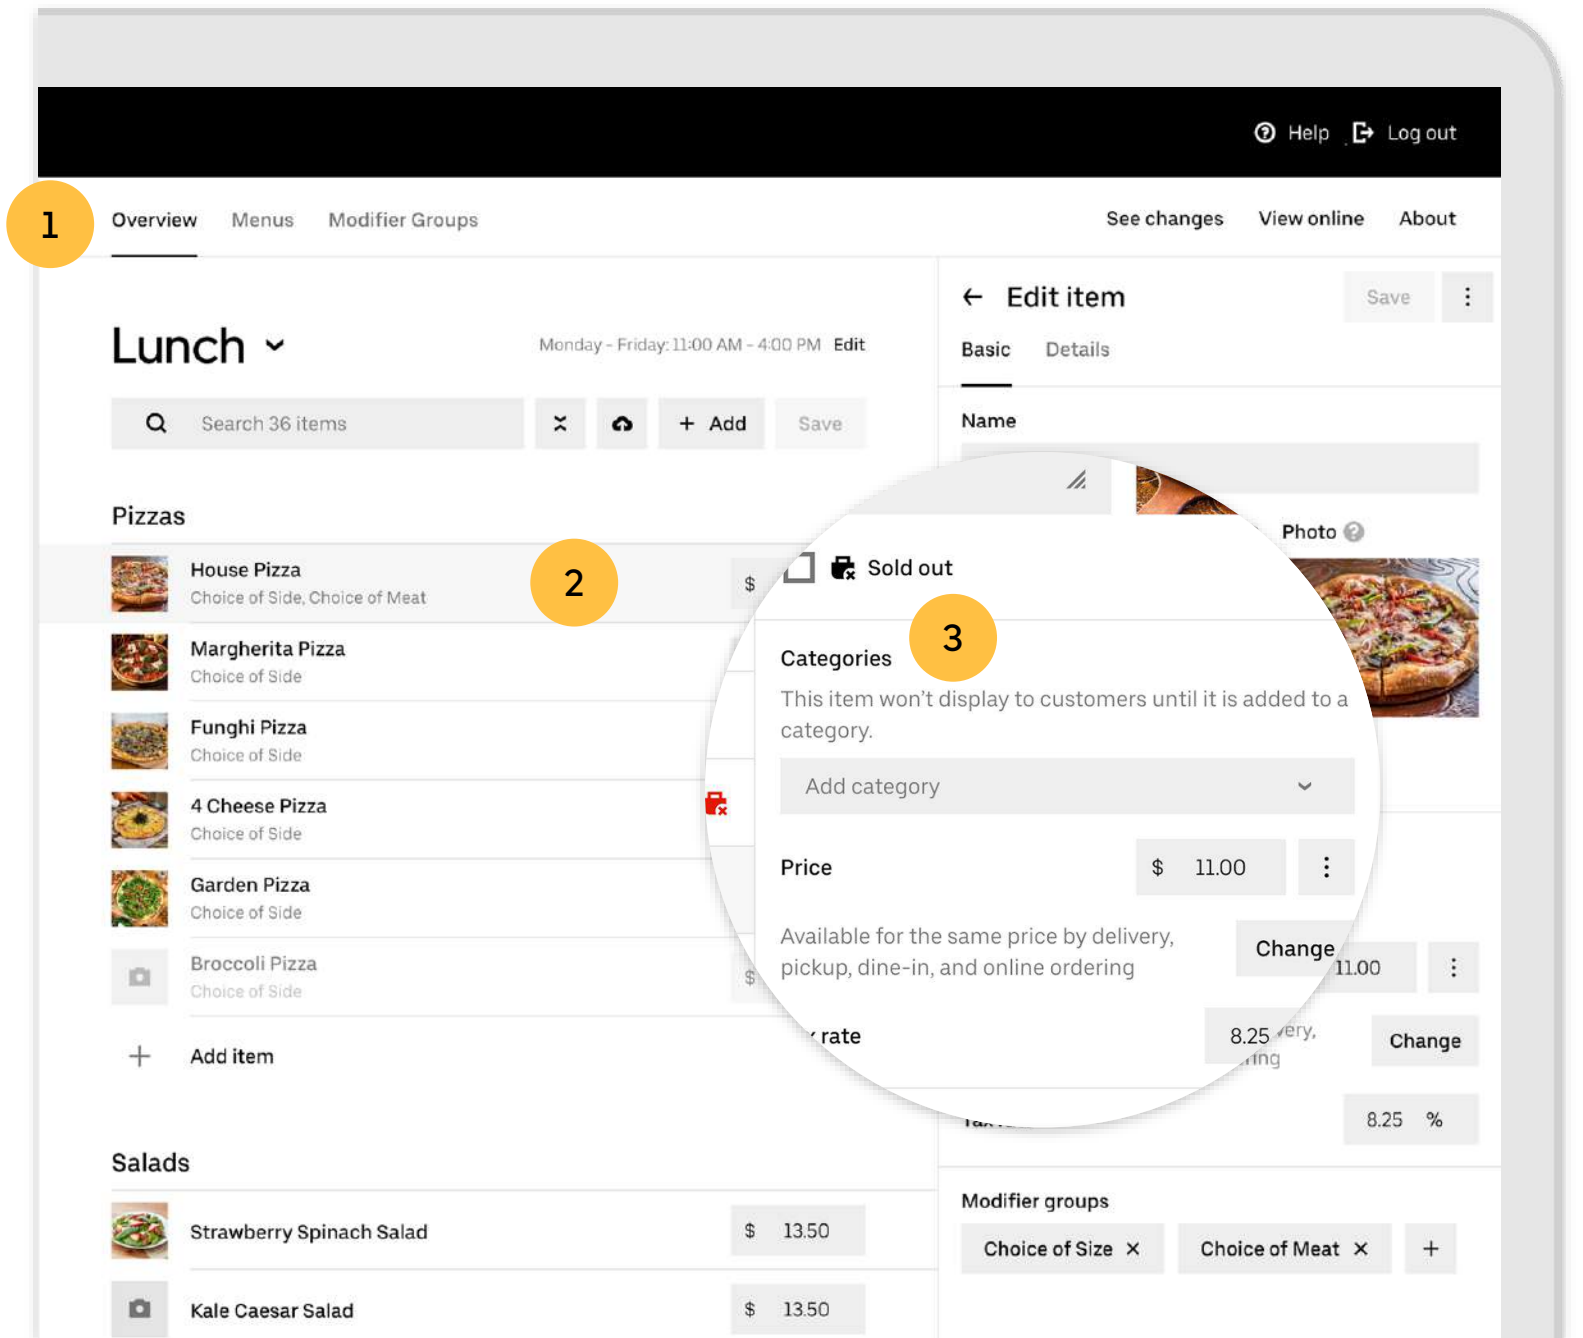 Help
Log out
1
Overview
Menus
Modifier Groups
See changes
View online
About
Lunch
Monday - Friday: 11:00 AM - 4:00 PM Edit
Search 36 items
+ Add
Save
Pizzas
House Pizza
Choice of Side, Choice of Meat
2
$
Margherita Pizza
Choice of Side
Funghi Pizza
Choice of Side
4 Cheese Pizza
Choice of Side
Garden Pizza
Choice of Side
Broccoli Pizza
Choice of Side
$
+ Add item
Salads
Strawberry Spinach Salad
$ 13.50
Kale Caesar Salad
$ 13.50
Edit item
Save
Basic
Details
Name
Photo
Sold out
3
Categories
This item won't display to customers until it is added to a
category.
Add category
Price
$ 11.00
Available for the same price by delivery,
pickup, dine-in, and online ordering
Change
rate
8.25
11.00
Change
8.25 %
Modifier groups
Choice of Size ×
Choice of Meat ×
+